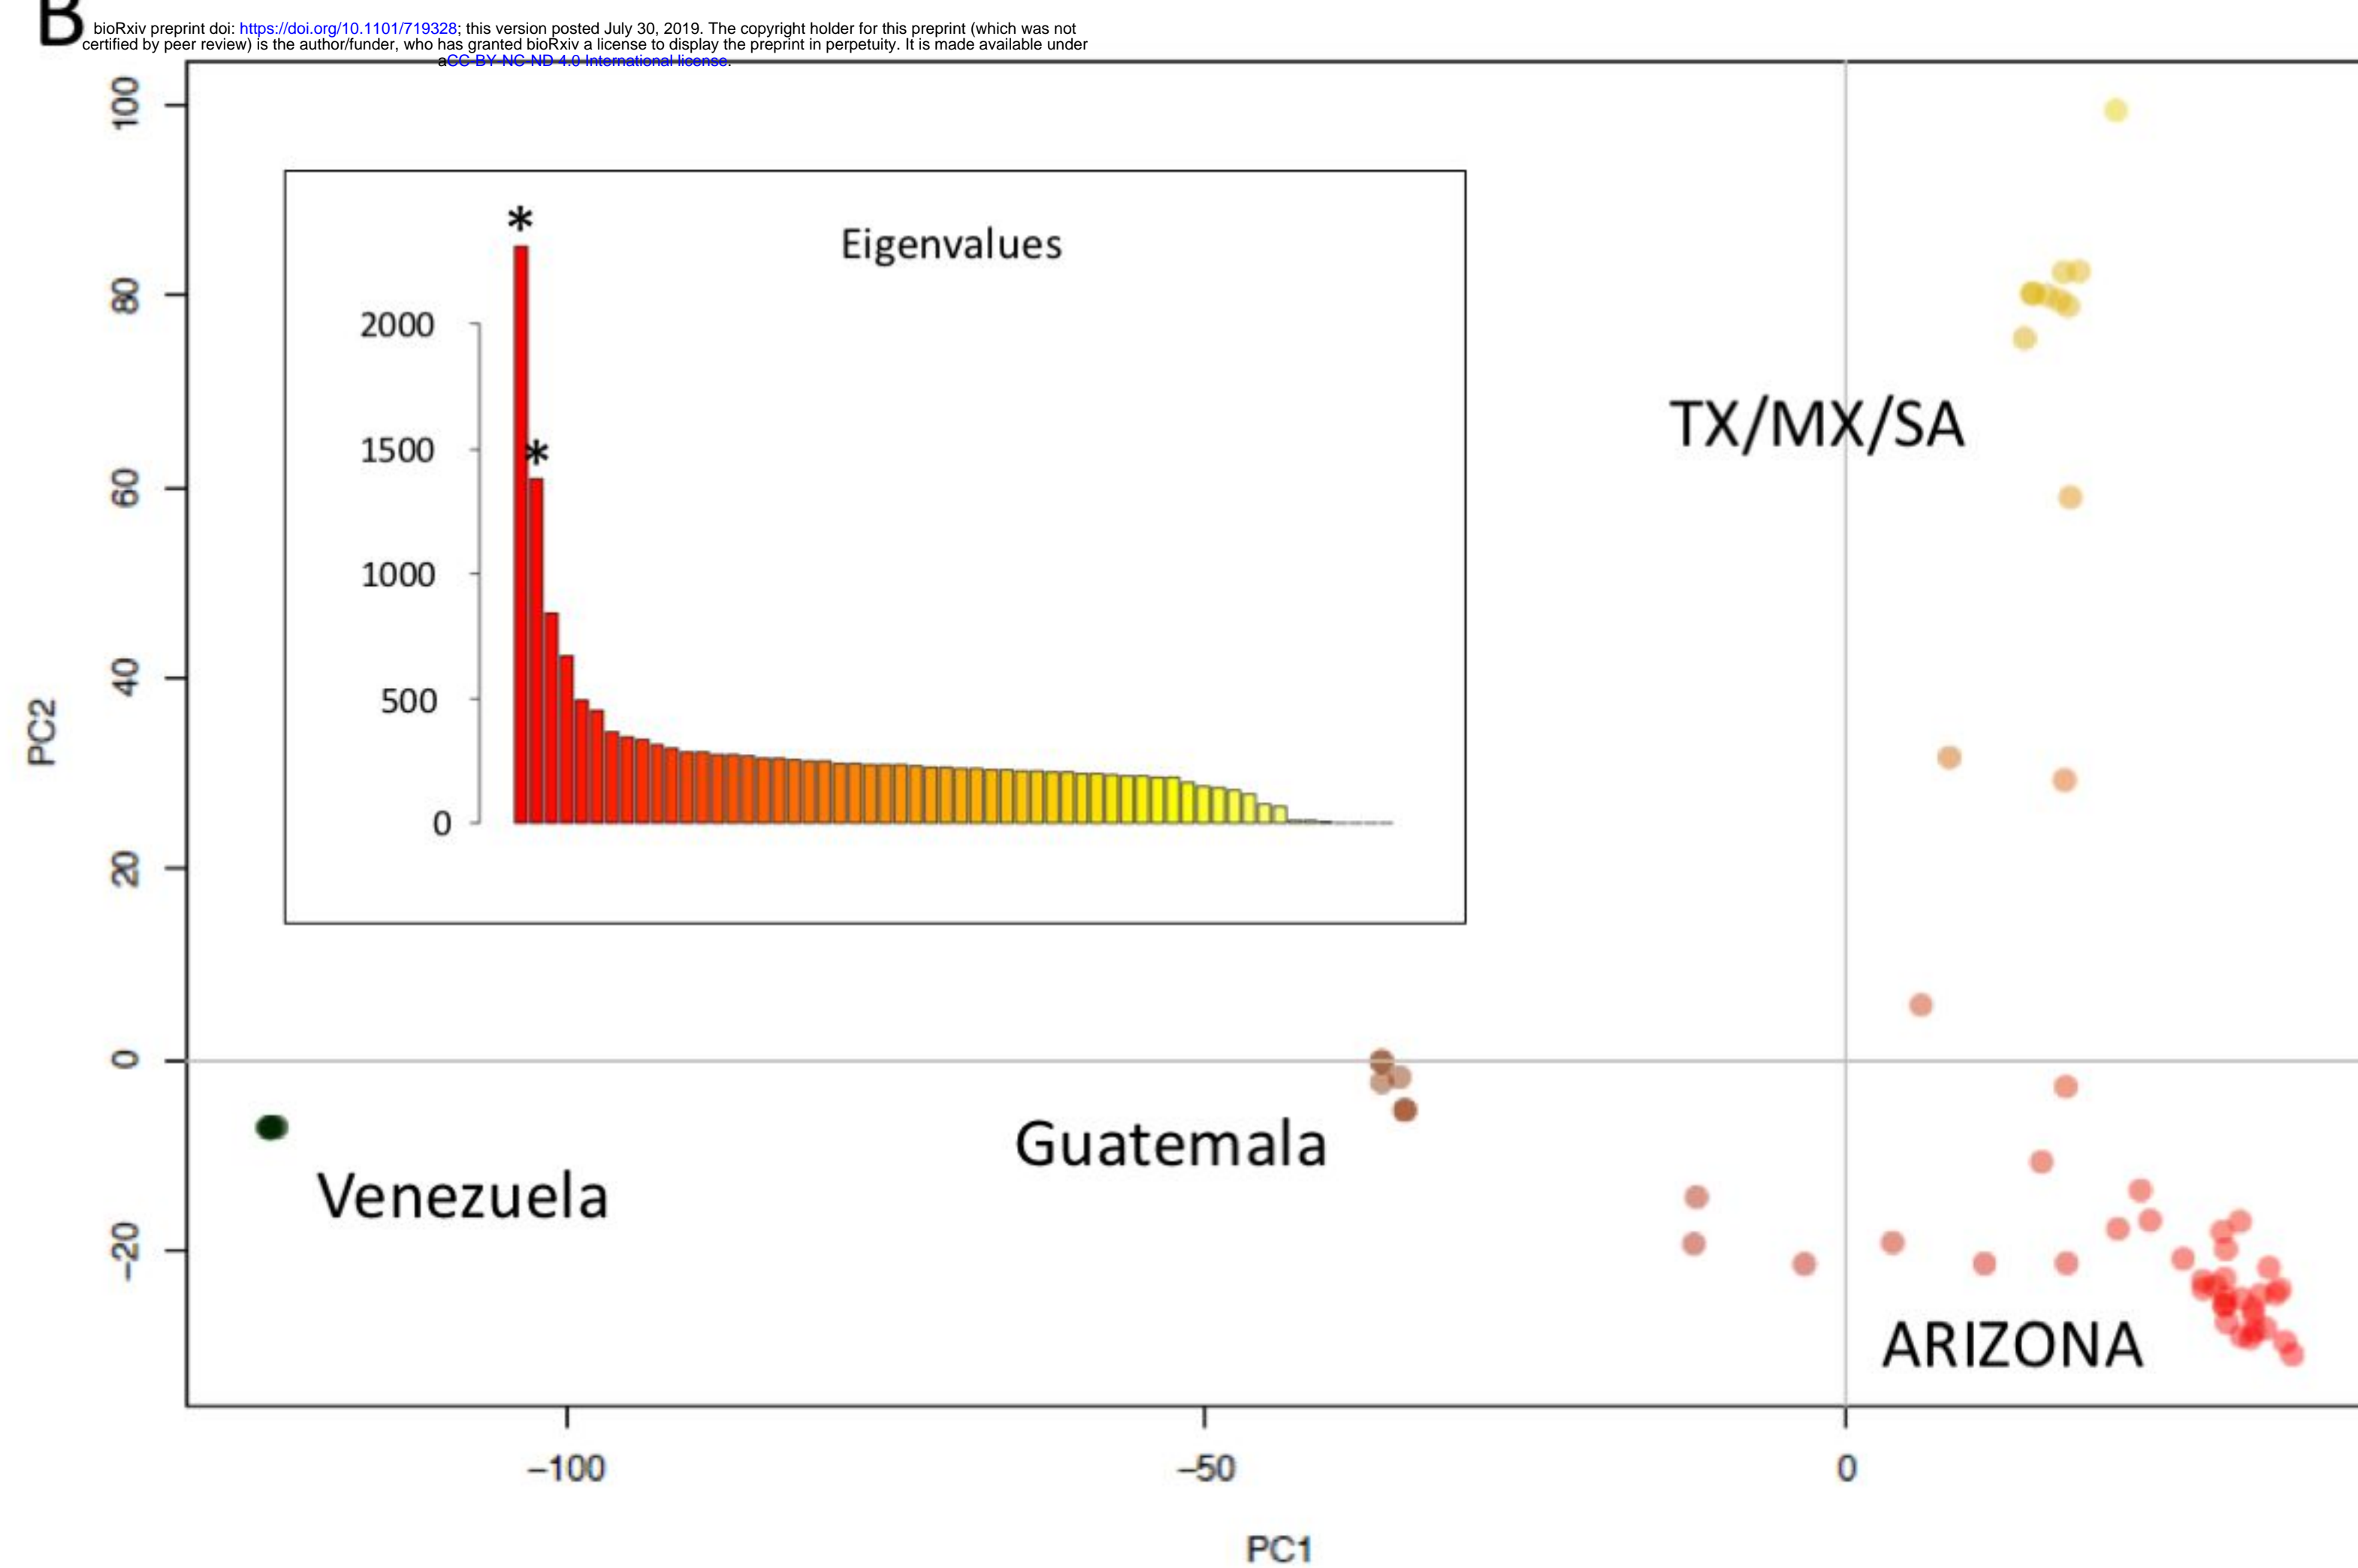 B
bioRxiv preprint doi: https://doi.org/10.1101/719328; this version posted July 30, 2019. The copyright holder for this preprint (which was not
certified by peer review) is the author/funder, who has granted bioRxiv a license to display the preprint in perpetuity. It is made available under
aCC-BY-NC-ND 4.0 International license.
100
80
60
40
20
0
−20
PC2
*
Eigenvalues
2000
*
1500
1000
500
0
TX/MX/SA
Guatemala
Venezuela
ARIZONA
−100
−50
0
PC1